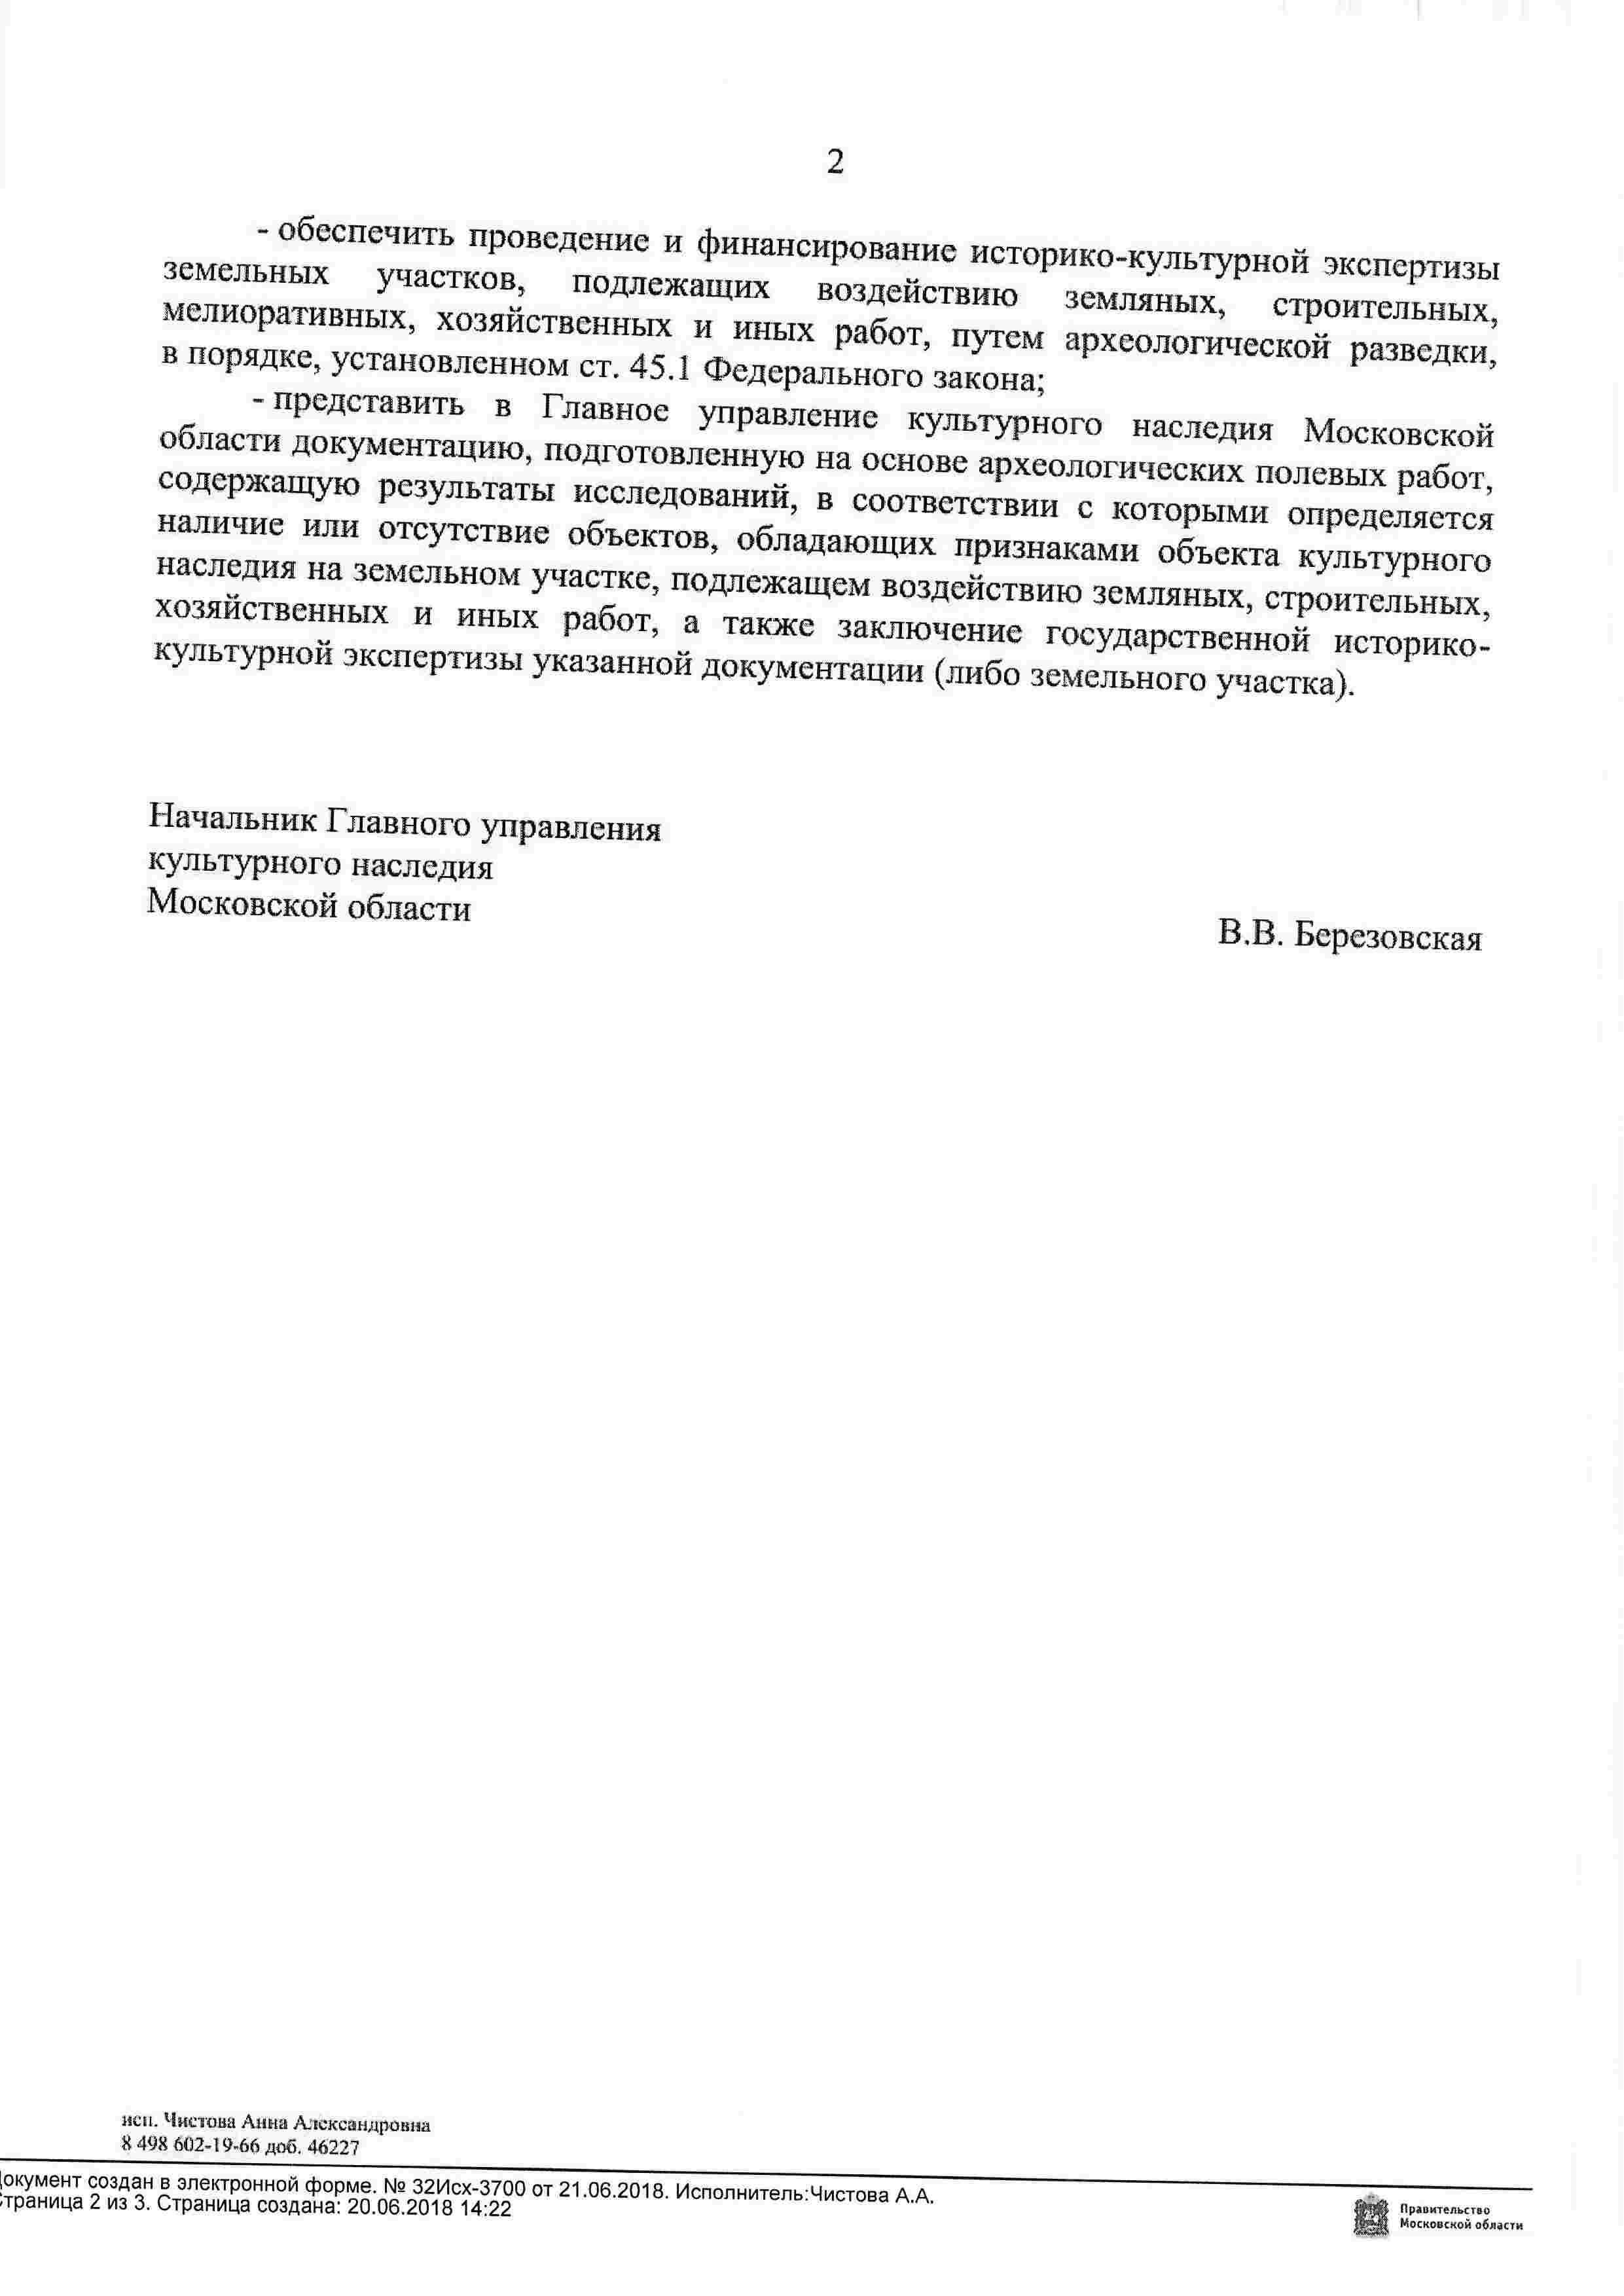 2
- обеспечить проведение и финансирование историко-культурной экспертизы
земельных участков, подлежащих воздействию земляных, строительных,
мелиоративных, хозяйственных и иных работ, путем археологической разведки,
в порядке, установленном ст. 45.1 Федерального закона;
- представить в Главное управление культурного наследия Московской
области документацию, подготовленную на основе археологических полевых работ,
содержащую результаты исследований, в соответствии с которыми определяется
наличие или отсутствие объектов, обладающих признаками объекта культурного
наследия на земельном участке, подлежащем воздействию земляных, строительных,
хозяйственных и иных работ, а также заключение государственной историко-
культурной экспертизы указанной документации (либо земельного участка).
Начальник Главного управления
культурного наследия
Московской области
В.В. Березовская
исп. Чистова Анна Александровна
8 498 602-19-66 доб. 46227
окумент создан в электронной форме. № 32Исх-3700 от 21.06.2018. Исполнитель:Чистова А.А.
траница 2 из 3. Страница создана: 20.06.2018 14:22
Правительство
Московской области